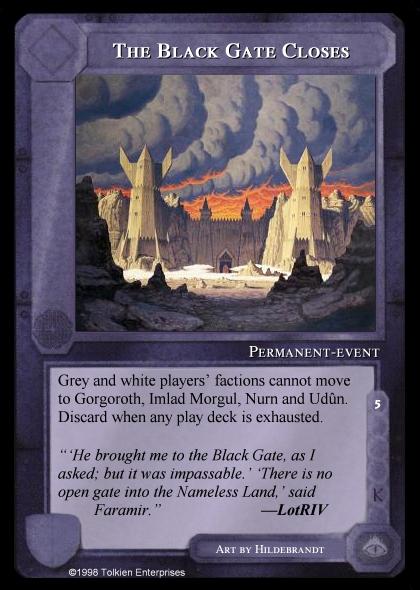 The Black Gate Closes
Permanent-event
Grey and white players' factions cannot move
to Gorgoroth, Imlad Morgul, Nurn and Udûn.
Discard when any play deck is exhausted.
5
“‘He brought me to the Black Gate, as I
asked; but it was impassable.’ ‘There is no
open gate into the Nameless Land,’ said
Faramir.” —LotRIV
K
Art by Hildebrandt
©1998 Tolkien Enterprises